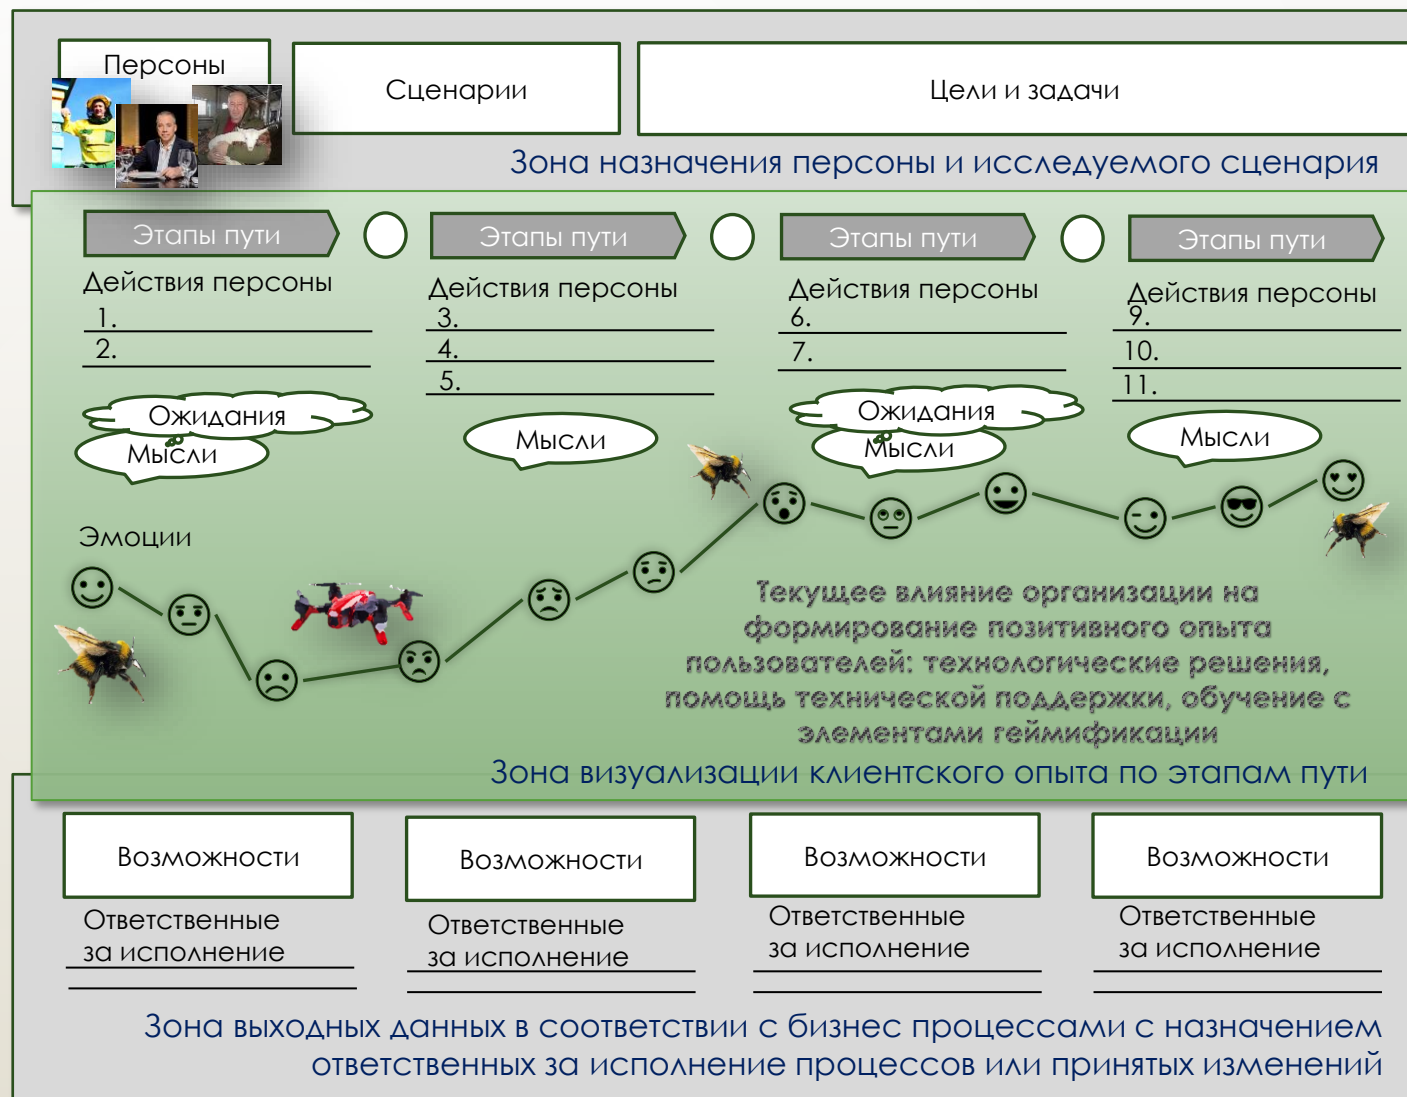 Персоны
Сценарии
Цели и задачи
Зона назначения персоны и исследуемого сценария
Этапы пути
Этапы пути
Этапы пути
Этапы пути
Действия персоны
1.
2.
Действия персоны
3.
4.
5.
Действия персоны
6.
7.
Действия персоны
9.
10.
11.
Ожидания
Мысли
Мысли
Ожидания
Мысли
Мысли
Эмоции
Текущее влияние организации на
формирование позитивного опыта
пользователей: технологические решения,
помощь технической поддержки, обучение с
элементами геймификации
Зона визуализации клиентского опыта по этапам пути
Возможности
Возможности
Возможности
Возможности
Ответственные
за исполнение
Ответственные
за исполнение
Ответственные
за исполнение
Ответственные
за исполнение
Зона выходных данных в соответствии с бизнес процессами с назначением
ответственных за исполнение процессов или принятых изменений